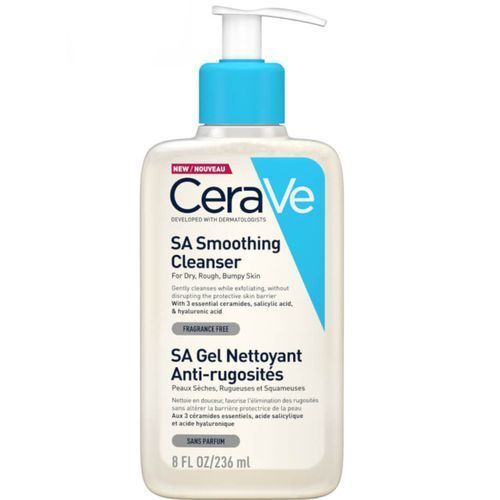 NEW / NOUVEAU
CeraVe
DEVELOPED WITH DERMATOLOGISTS
SA Smoothing
Cleanser
For Dry, Rough, Bumpy Skin
Gently cleanses while exfoliating, without
disrupting the protective skin barrier
With 3 essential ceramides, salicylic acid,
& hyaluronic acid
FRAGRANCE FREE
SA Gel Nettoyant
Anti-rugosités
Peaux Sèches, Rugueuses et Squameuses
Nettoie en douceur, favorise l'élimination des rugosités
sans altérer la barrière protectrice de la peau
Aux 3 céramides essentiels, acide salicylique
et acide hyaluronique
SANS PARFUM
8 FL OZ/236 ml